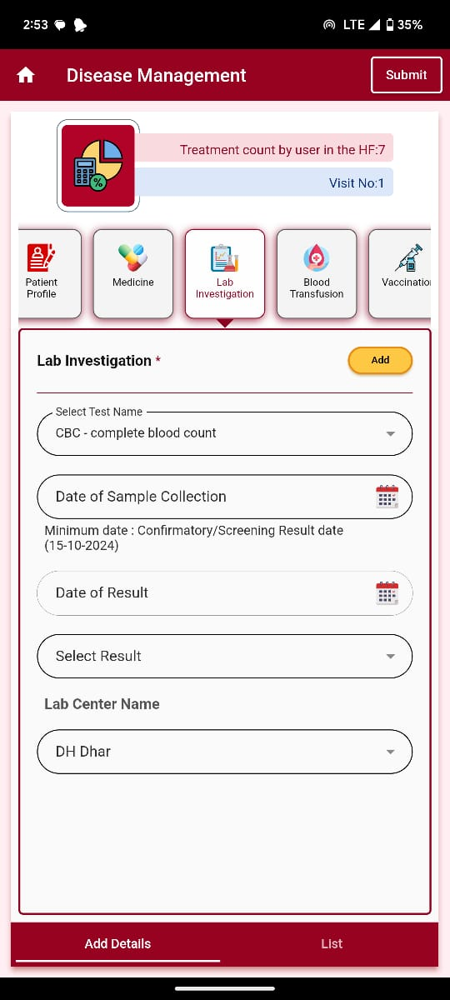 2:53 LTE 35%
Disease Management
Submit
Treatment count by user in the HF:7
Visit No:1
Patient
Profile
Medicine
Lab
Investigation
Blood
Transfusion
Vaccinatio
Lab Investigation *
Add
Select Test Name
CBC - complete blood count
Date of Sample Collection
Minimum date : Confirmatory/Screening Result date
(15-10-2024)
Date of Result
Select Result
Lab Center Name
DH Dhar
Add Details
List